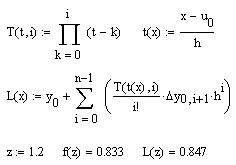 T(t,i) := ∏_{k = 0}^{i} (t − k)    t(x) := (x − u_0)/h
L(x) := y_0 + ∑_{i = 0}^{n−1} (T(t(x),i)/i! · Δy_{0,i+1} · h^i)
z := 1.2    f(z) = 0.833    L(z) = 0.847